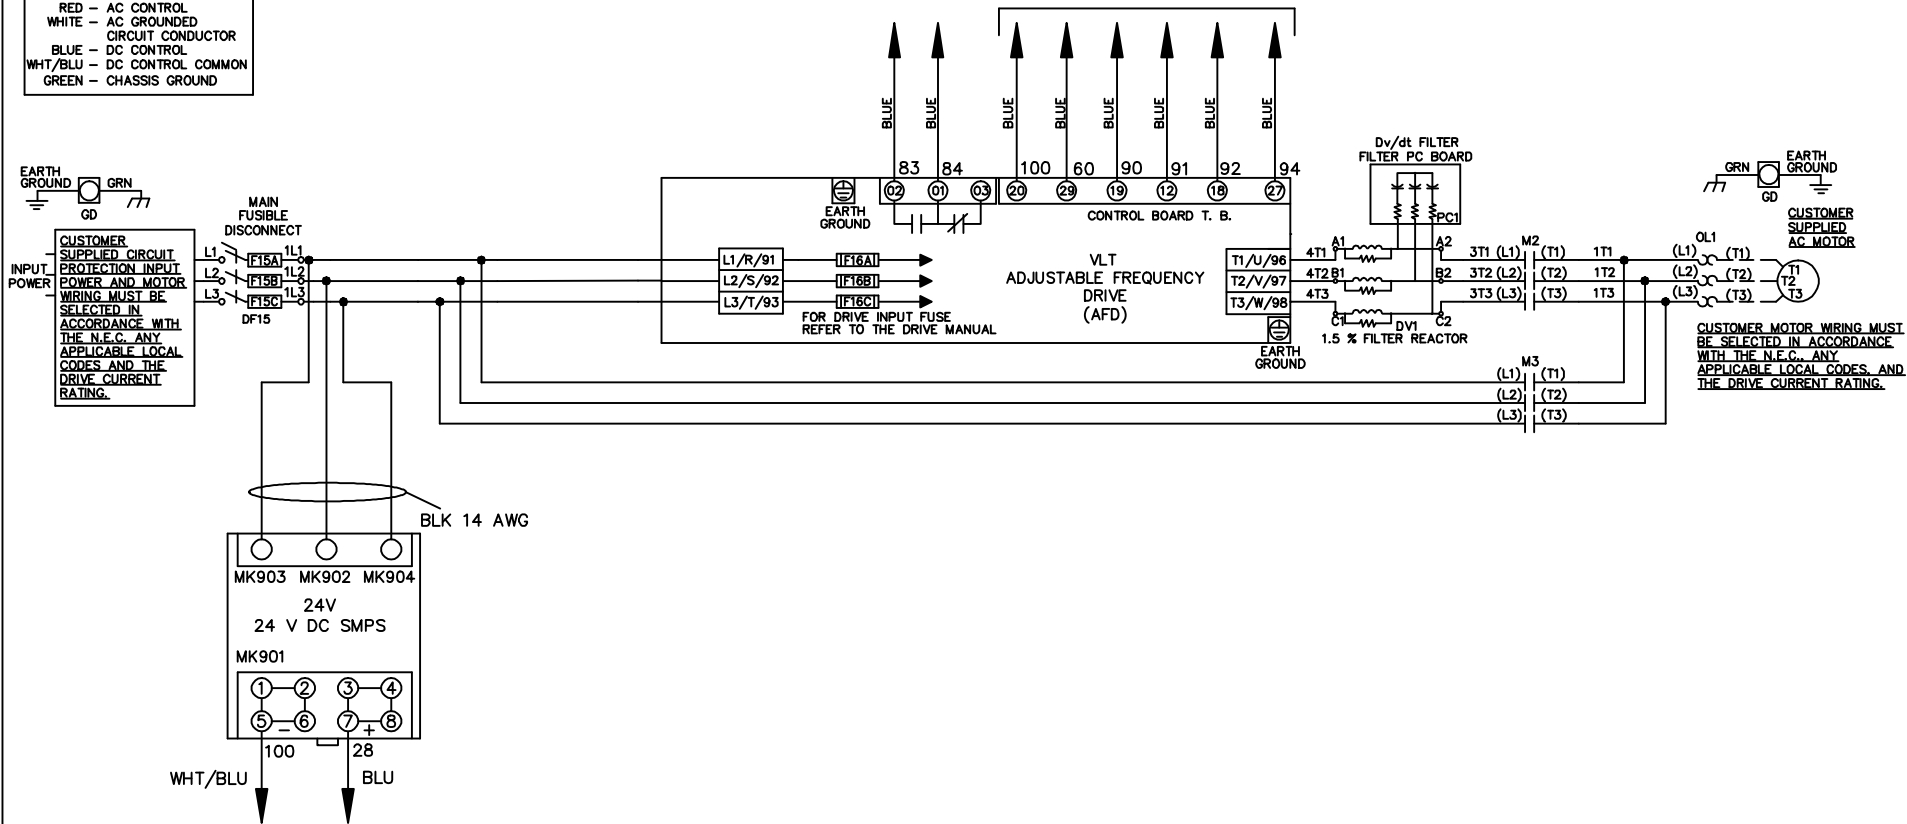 RED – AC CONTROL
WHITE – AC GROUNDED
CIRCUIT CONDUCTOR
BLUE – DC CONTROL
WHT/BLU – DC CONTROL COMMON
GREEN – CHASSIS GROUND
BLUE
BLUE
BLUE
BLUE
BLUE
BLUE
BLUE
BLUE
83
84
100
60
90
91
92
94
02
01
03
20
29
19
12
18
27
EARTH
GROUND
CONTROL BOARD T. B.
EARTH
GROUND
GRN
GD
MAIN
FUSIBLE
DISCONNECT
INPUT
POWER
CUSTOMER
SUPPLIED CIRCUIT
PROTECTION INPUT
POWER AND MOTOR
WIRING MUST BE
SELECTED IN
ACCORDANCE WITH
THE N.E.C. ANY
APPLICABLE LOCAL
CODES AND THE
DRIVE CURRENT
RATING.
L1 F15A 1L1
L2 F15B 1L2
L3 F15C 1L3
DF15
L1/R/91 F16A
L2/S/92 F16B
L3/T/93 F16C
FOR DRIVE INPUT FUSE
REFER TO THE DRIVE MANUAL
VLT
ADJUSTABLE FREQUENCY
DRIVE
(AFD)
T1/U/96
T2/V/97
T3/W/98
EARTH
GROUND
Dv/dt FILTER
FILTER PC BOARD
PC1
4T1 A1 A2
4T2 B1 B2
4T3 C1 C2
DV1
1.5 % FILTER REACTOR
M2
3T1 (L1) (T1) 1T1
3T2 (L2) (T2) 1T2
3T3 (L3) (T3) 1T3
M3
(L1) (T1)
(L2) (T2)
(L3) (T3)
OL1
(L1) (T1)
(L2) (T2)
(L3) (T3)
T1
T2
T3
GRN
GD
EARTH
GROUND
CUSTOMER
SUPPLIED
AC MOTOR
CUSTOMER MOTOR WIRING MUST
BE SELECTED IN ACCORDANCE
WITH THE N.E.C., ANY
APPLICABLE LOCAL CODES, AND
THE DRIVE CURRENT RATING.
BLK 14 AWG
MK903 MK902 MK904
24V
24 V DC SMPS
MK901
1 2 3 4
5 6 7 8
– +
100
28
WHT/BLU
BLU